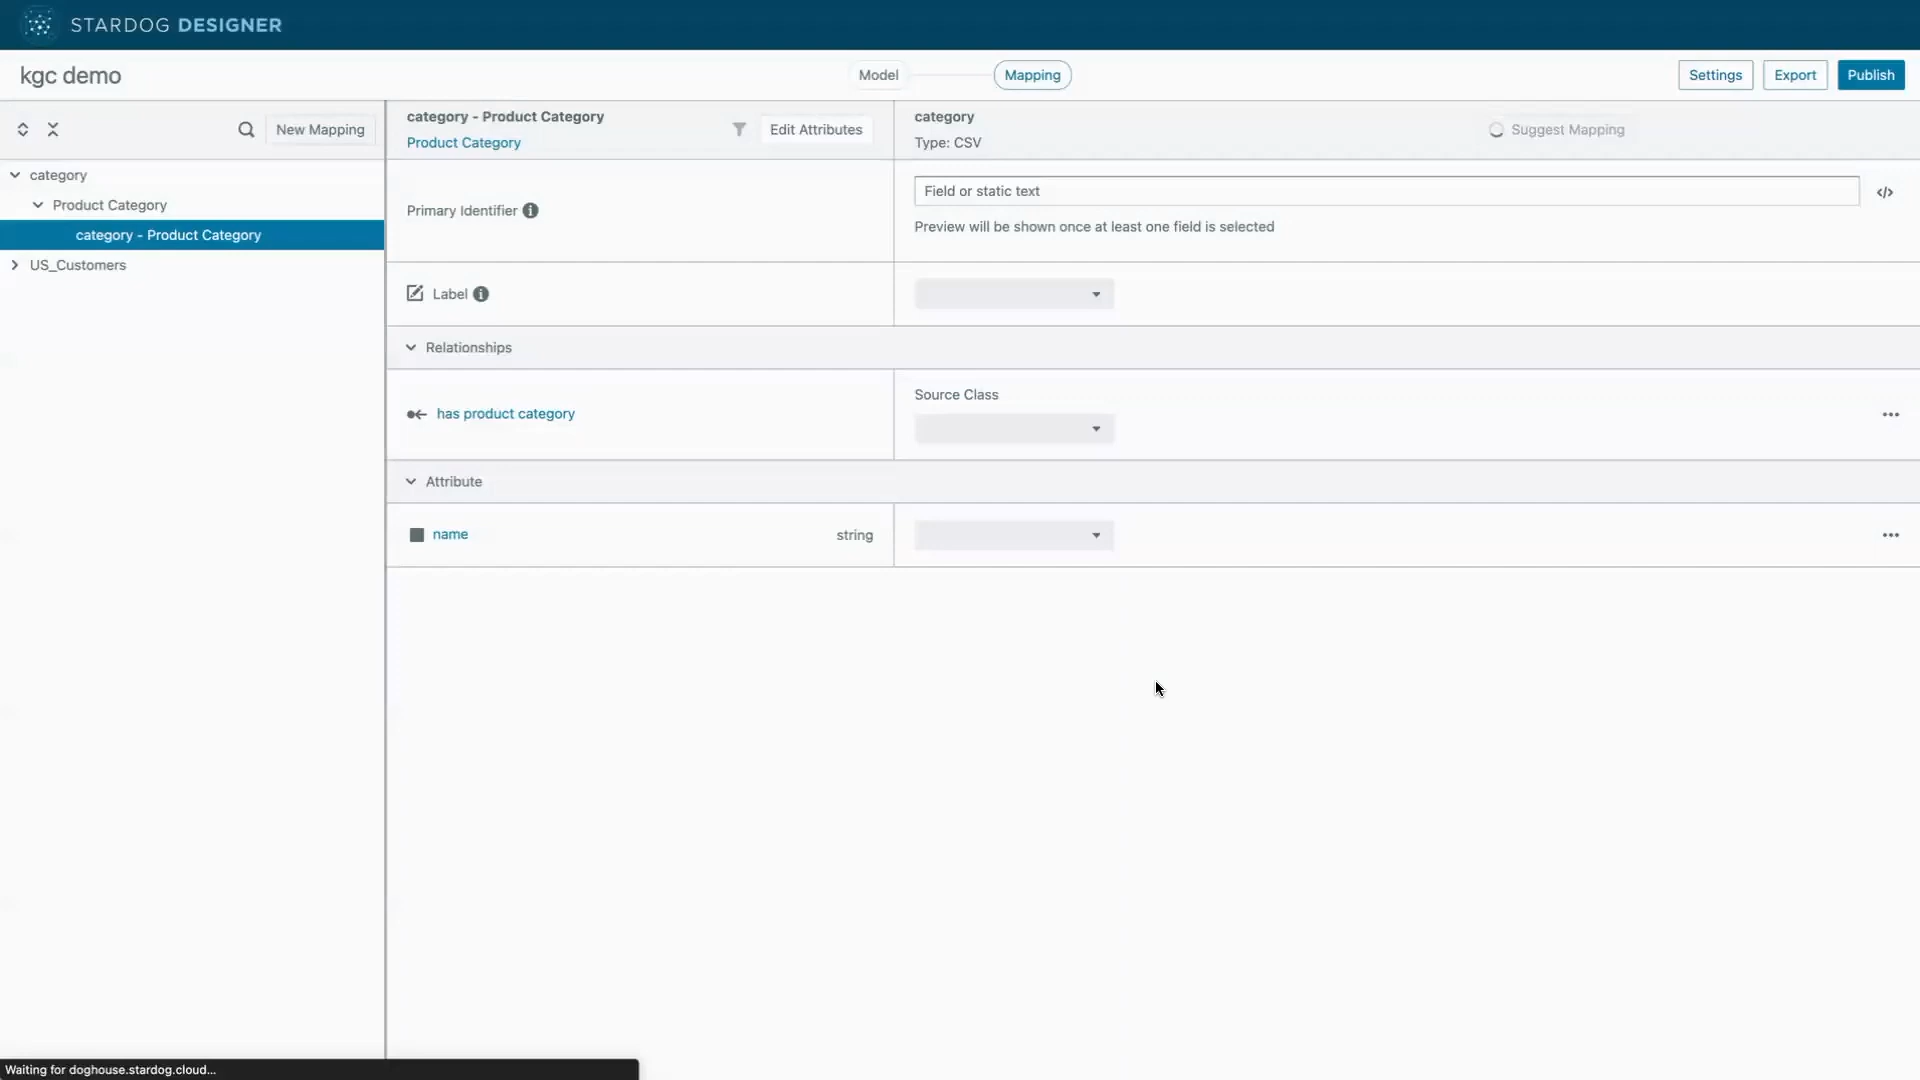 STARDOG DESIGNER
kgc demo
Model
Mapping
Settings
Export
Publish
New Mapping
category
Product Category
category - Product Category
US_Customers
category - Product Category
Product Category
Edit Attributes
category
Type: CSV
Suggest Mapping
Primary Identifier
Field or static text
Preview will be shown once at least one field is selected
Label
Relationships
has product category
Source Class
Attribute
name
string
Waiting for doghouse.stardog.cloud...